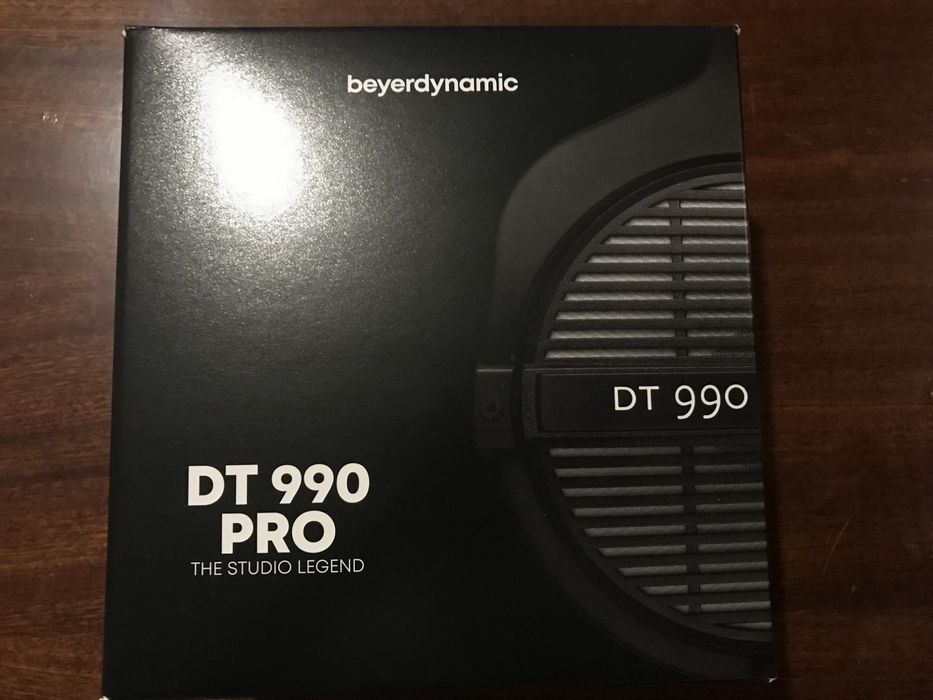 beyerdynamic
DT 990
DT 990
PRO
THE STUDIO LEGEND